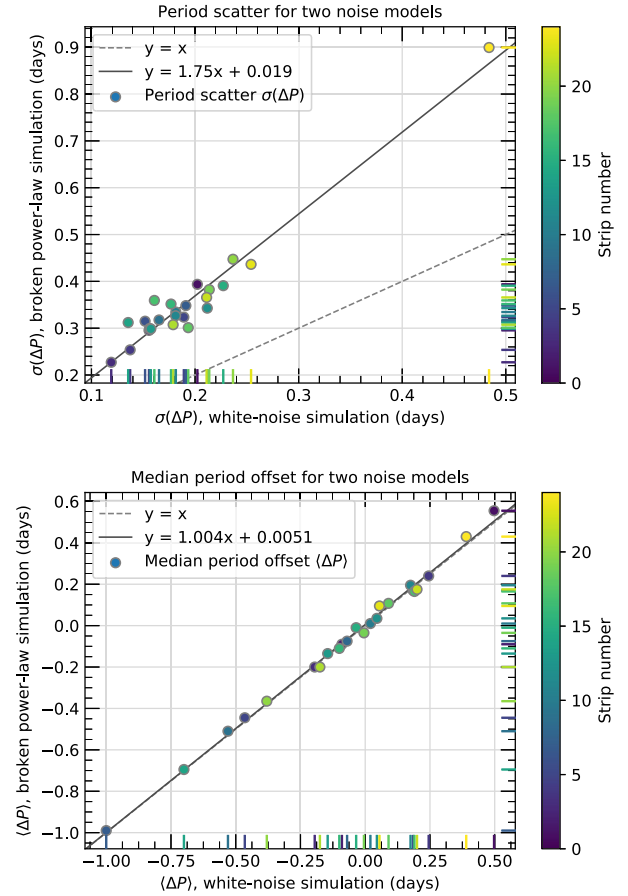 Period scatter for two noise models
y = x
y = 1.75x + 0.019
Period scatter σ(ΔP)
0.9
0.8
0.7
0.6
0.5
0.4
0.3
0.2
σ(ΔP), broken power-law simulation (days)
0.1 0.2 0.3 0.4 0.5
σ(ΔP), white-noise simulation (days)
20
15
10
5
0
Strip number
Median period offset for two noise models
y = x
y = 1.004x + 0.0051
Median period offset ⟨ΔP⟩
0.6
0.4
0.2
0.0
−0.2
−0.4
−0.6
−0.8
−1.0
⟨ΔP⟩, broken power-law simulation (days)
−1.00 −0.75 −0.50 −0.25 0.00 0.25 0.50
⟨ΔP⟩, white-noise simulation (days)
20
15
10
5
0
Strip number